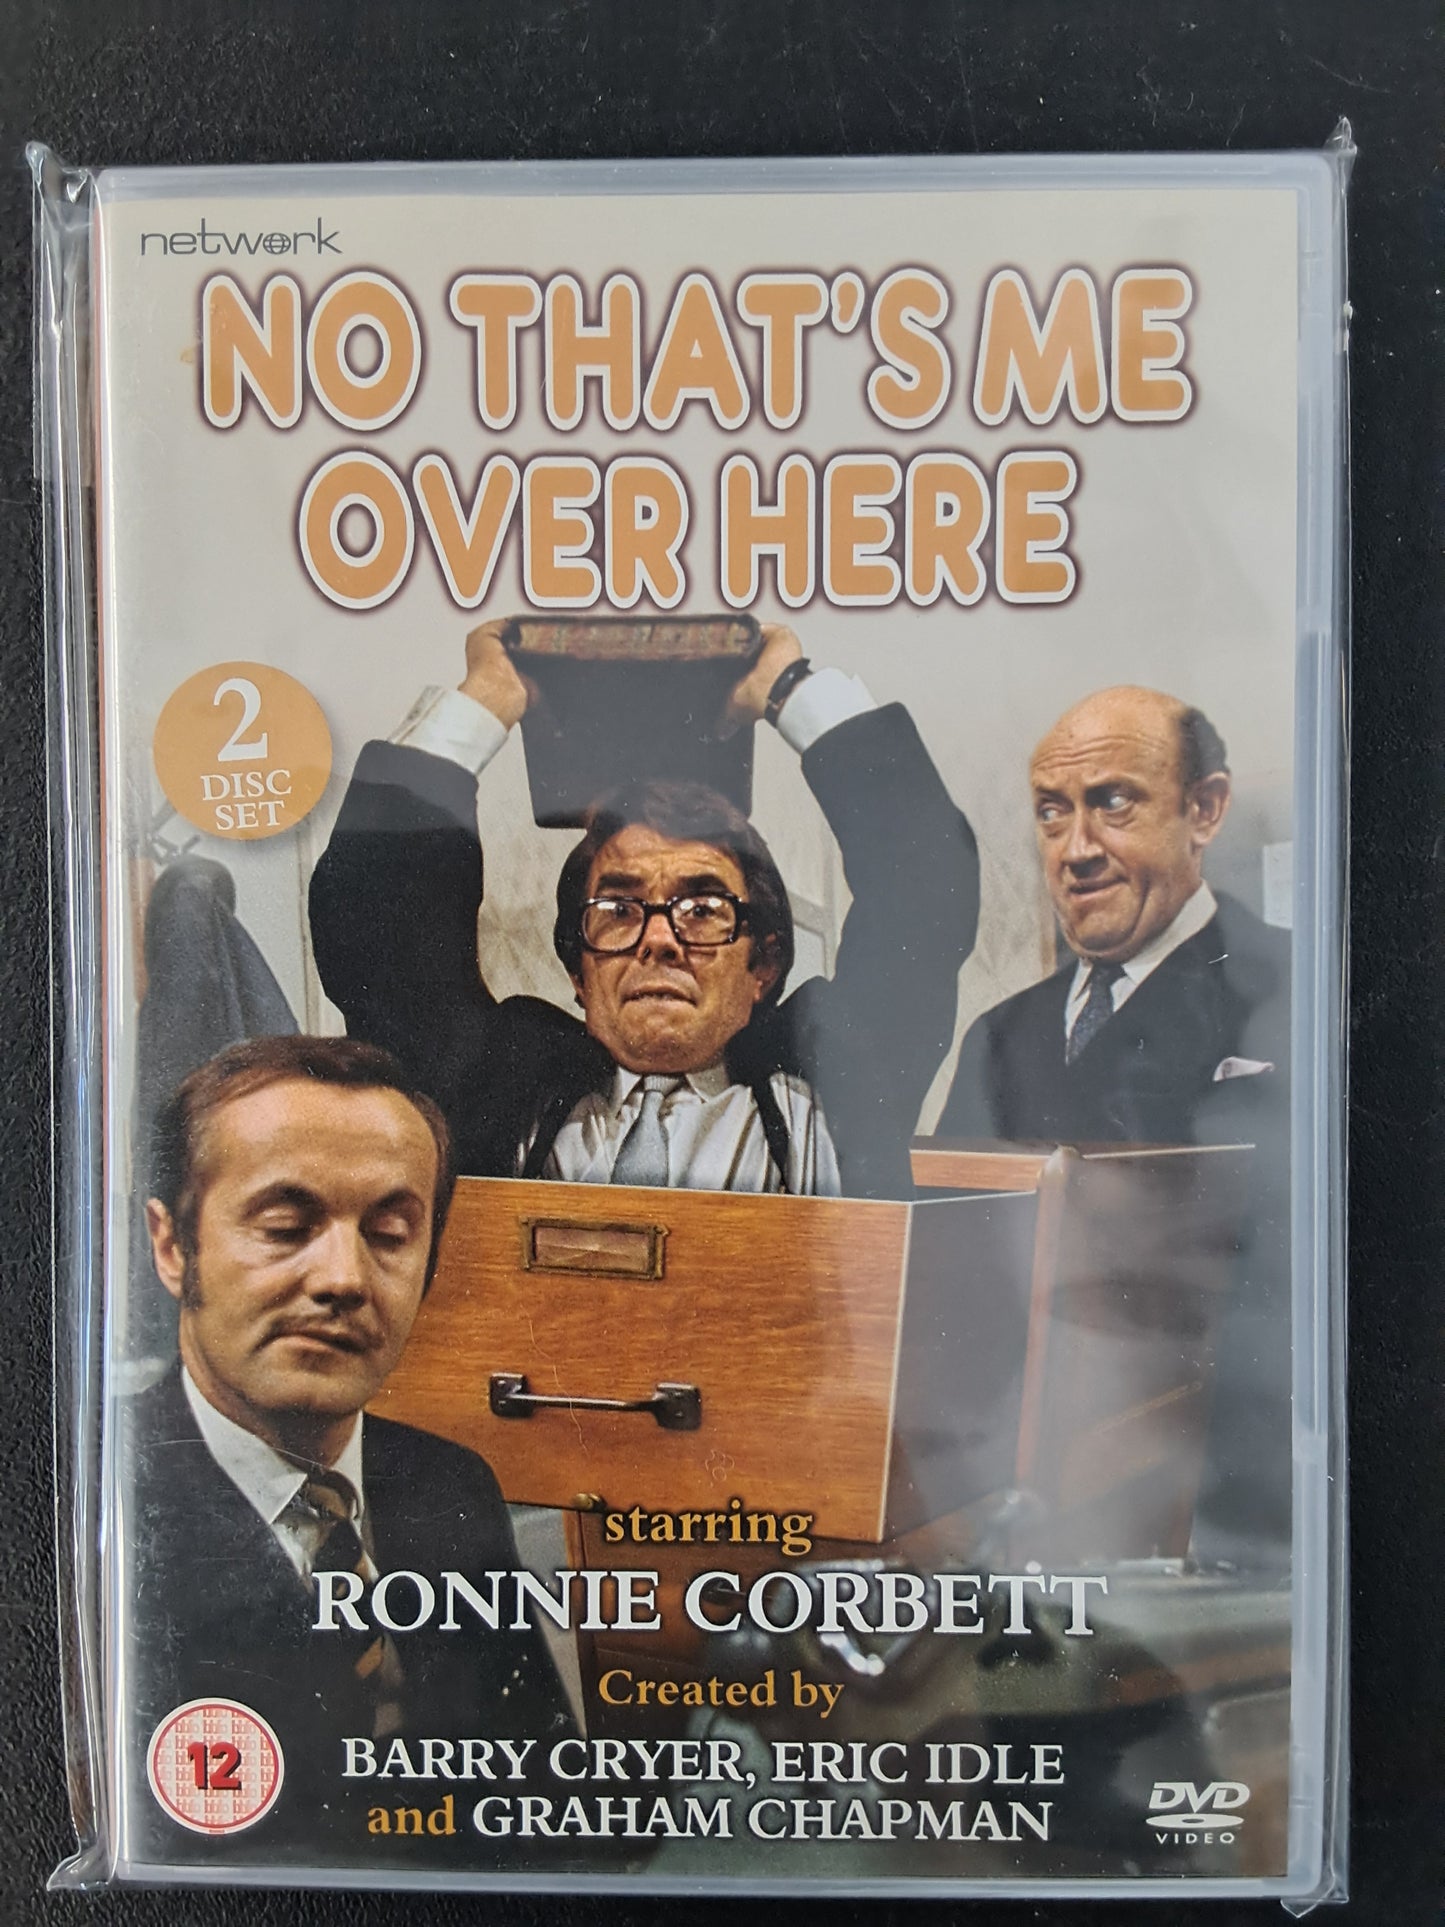 network
NO THAT'S ME
OVER HERE
2
DISC
SET
starring
RONNIE CORBETT
Created by
BARRY CRYER, ERIC IDLE
and GRAHAM CHAPMAN
12
DVD
VIDEO